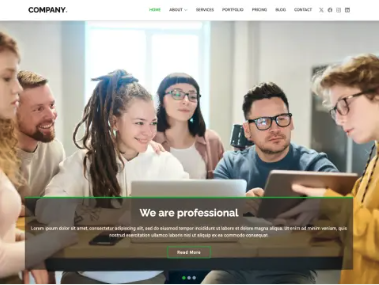 COMPANY.
HOME ABOUT SERVICES PORTFOLIO PRICING BLOG CONTACT
We are professional
Lorem ipsum dolor sit amet, consectetur adipiscing elit, sed do eiusmod tempor incididunt ut labore et dolore magna aliqua. Ut enim ad minim veniam, quis
nostrud exercitation ullamco laboris nisi ut aliquip ex ea commodo consequat.
Read More